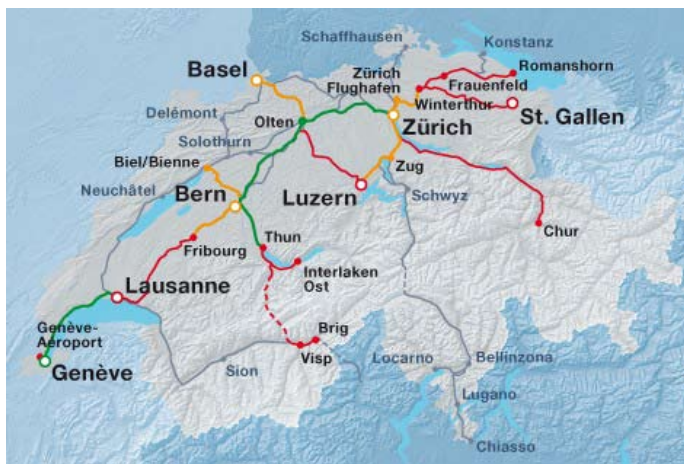 Schaffhausen
Konstanz
Romanshorn
Basel
Zürich
Flughafen
Frauenfeld
Winterthur
Delémont
Olten
Zürich
St. Gallen
Solothurn
Biel/Bienne
Zug
Neuchâtel
Bern
Luzern
Schwyz
Chur
Thun
Fribourg
Interlaken
Ost
Lausanne
Genève-
Aéroport
Brig
Visp
Genève
Sion
Locarno
Bellinzona
Lugano
Chiasso